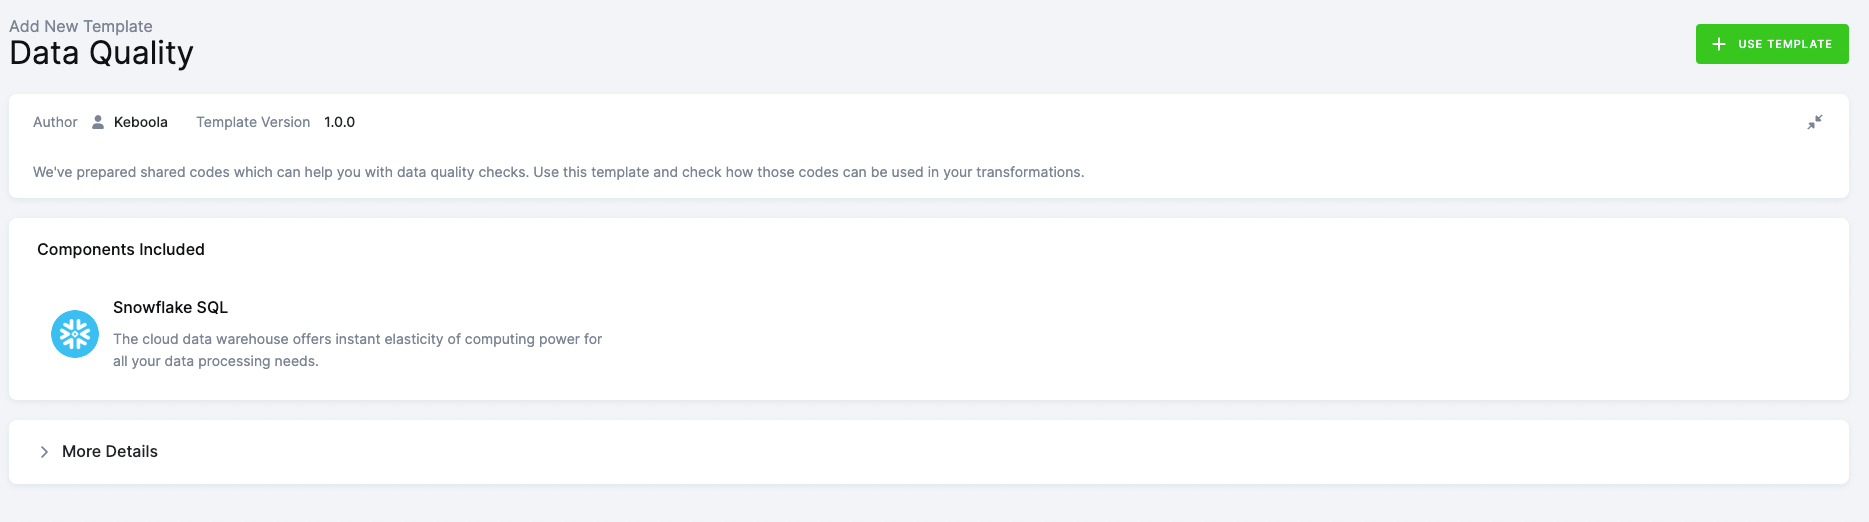 Add New Template
Data Quality
USE TEMPLATE
Author Keboola Template Version 1.0.0
We've prepared shared codes which can help you with data quality checks. Use this template and check how those codes can be used in your transformations.
Components Included
Snowflake SQL
The cloud data warehouse offers instant elasticity of computing power for
all your data processing needs.
More Details